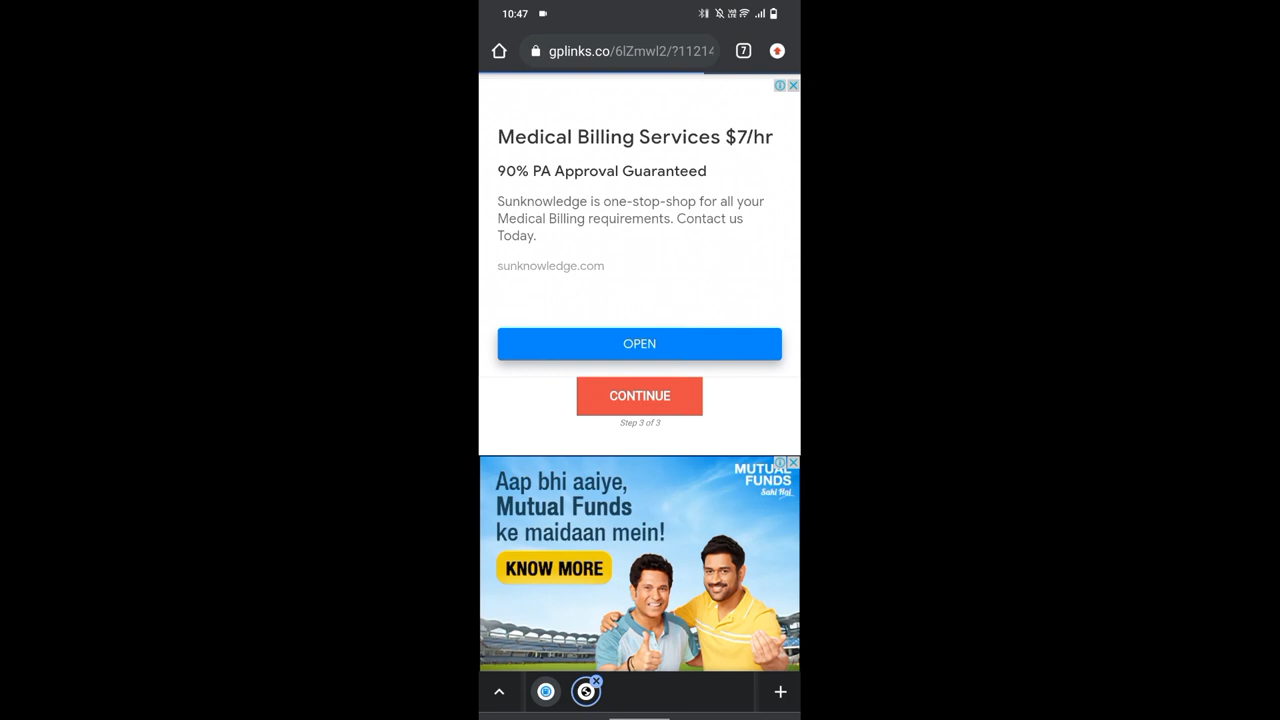 10:47
gplinks.co/6lZmwl2/?11214
7
Medical Billing Services $7/hr
90% PA Approval Guaranteed
Sunknowledge is one-stop-shop for all your
Medical Billing requirements. Contact us
Today.
sunknowledge.com
OPEN
CONTINUE
Step 3 of 3
MUTUAL
FUNDS
Sahi Hai
Aap bhi aaiye,
Mutual Funds
ke maidaan mein!
KNOW MORE